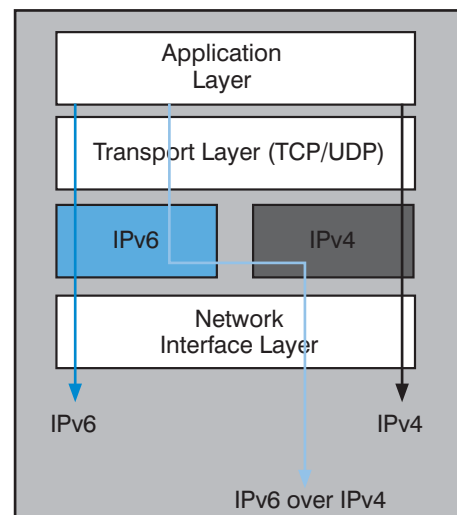 Application
Layer
Transport Layer (TCP/UDP)
IPv6
IPv4
Network
Interface Layer
IPv6
IPv4
IPv6 over IPv4